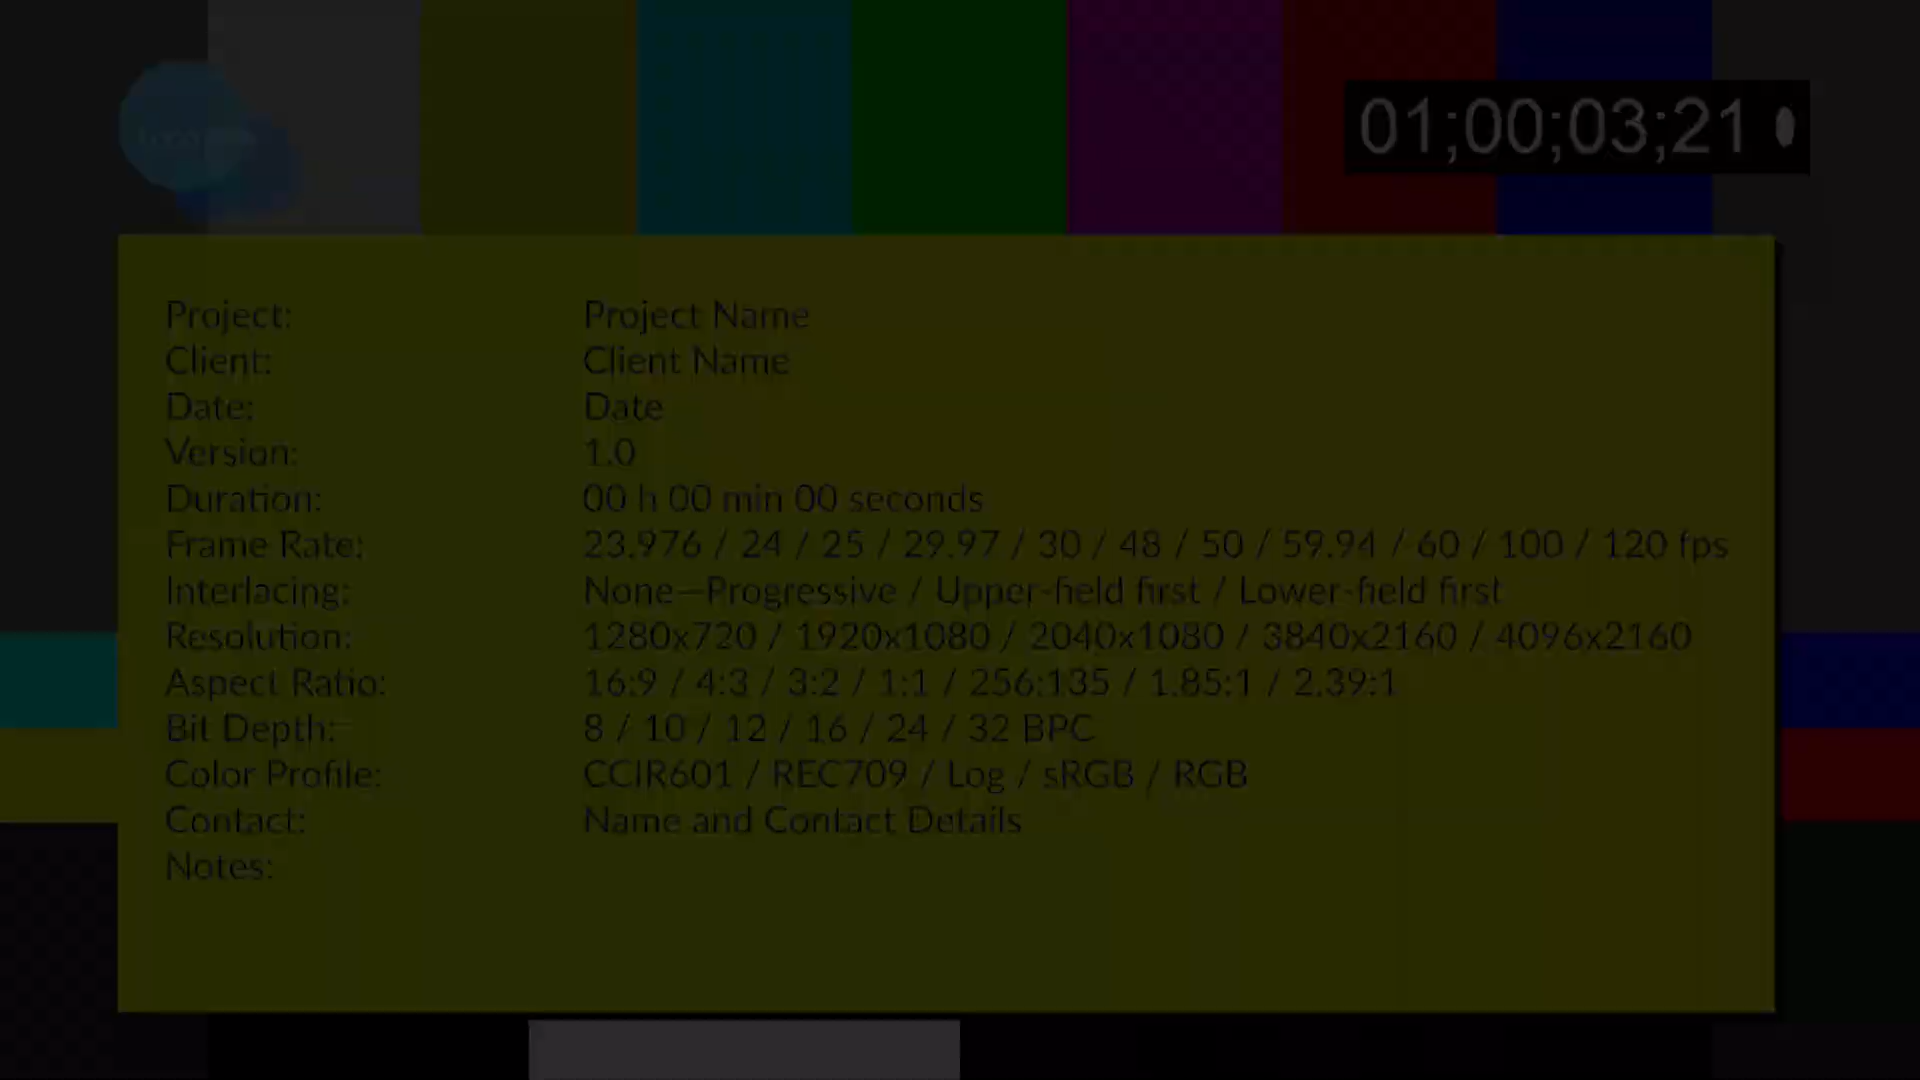 01;00;03;21
Project: Project Name
Client: Client Name
Date: Date
Version: 1.0
Duration: 00 h 00 min 00 seconds
Frame Rate: 23.976 / 24 / 25 / 29.97 / 30 / 48 / 50 / 59.94 / 60 / 100 / 120 fps
Interlacing: None—Progressive / Upper-field first / Lower-field first
Resolution: 1280x720 / 1920x1080 / 2040x1080 / 3840x2160 / 4096x2160
Aspect Ratio: 16:9 / 4:3 / 3:2 / 1:1 / 256:135 / 1.85:1 / 2.39:1
Bit Depth: 8 / 10 / 12 / 16 / 24 / 32 BPC
Color Profile: CCIR601 / REC709 / Log / sRGB / RGB
Contact: Name and Contact Details
Notes: